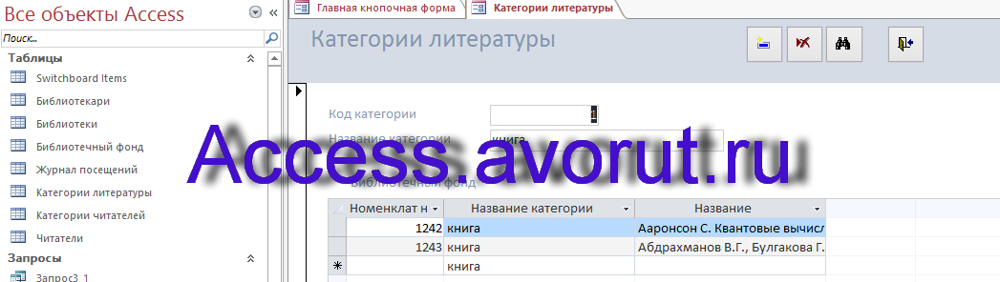 Все объекты Access
Поиск...
Таблицы
Switchboard Items
Библиотекари
Библиотеки
Библиотечный фонд
Журнал посещений
Категории литературы
Категории читателей
Читатели
Запросы
Запрос3_1
Главная кнопочная форма
Категории литературы
Категории литературы
Код категории 1
Название категории книга
Access.avorut.ru
Библиотечный фонд
Номенклат н Название категории Название
1242 книга Ааронсон С. Квантовые вычисл
1243 книга Абдрахманов В.Г., Булгакова Г.
книга